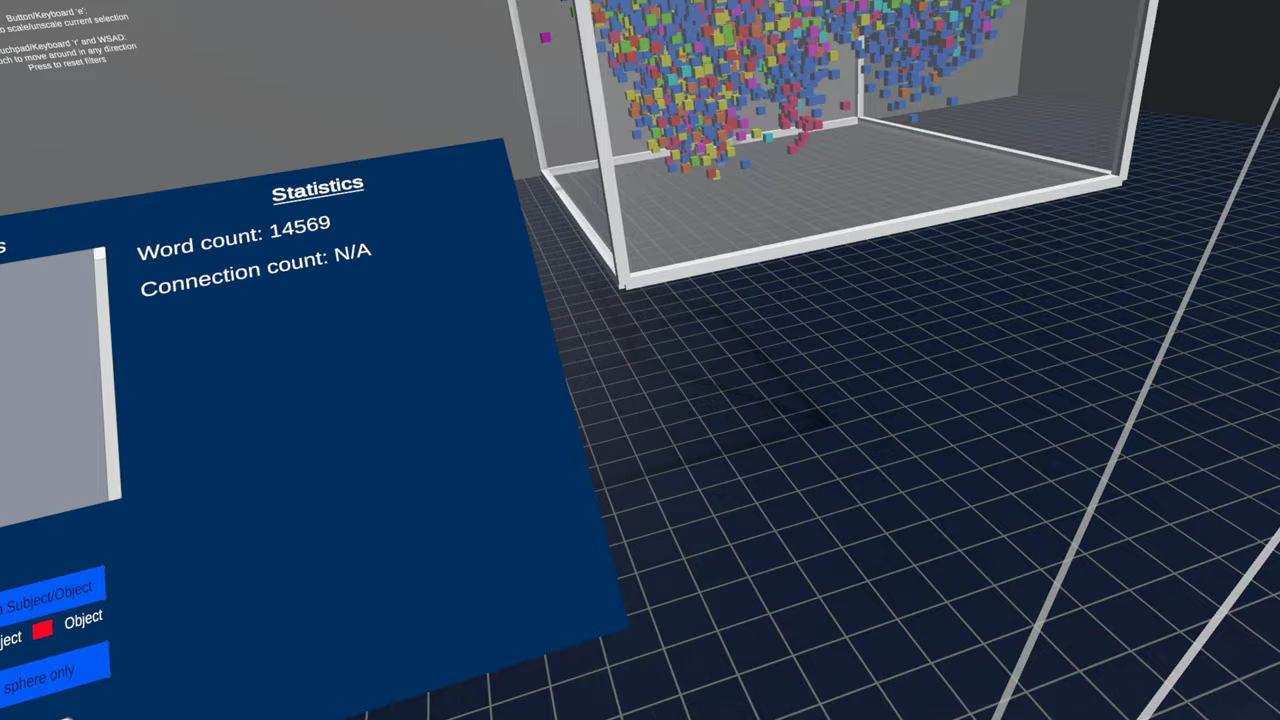 Button/Keyboard 'e':
to scale/unscale current selection
Touchpad/Keyboard 'r' and WSAD:
to move around in any direction
Press to reset filters
Statistics
Word count: 14569
Connection count: N/A
Subject/Object
Object
sphere only